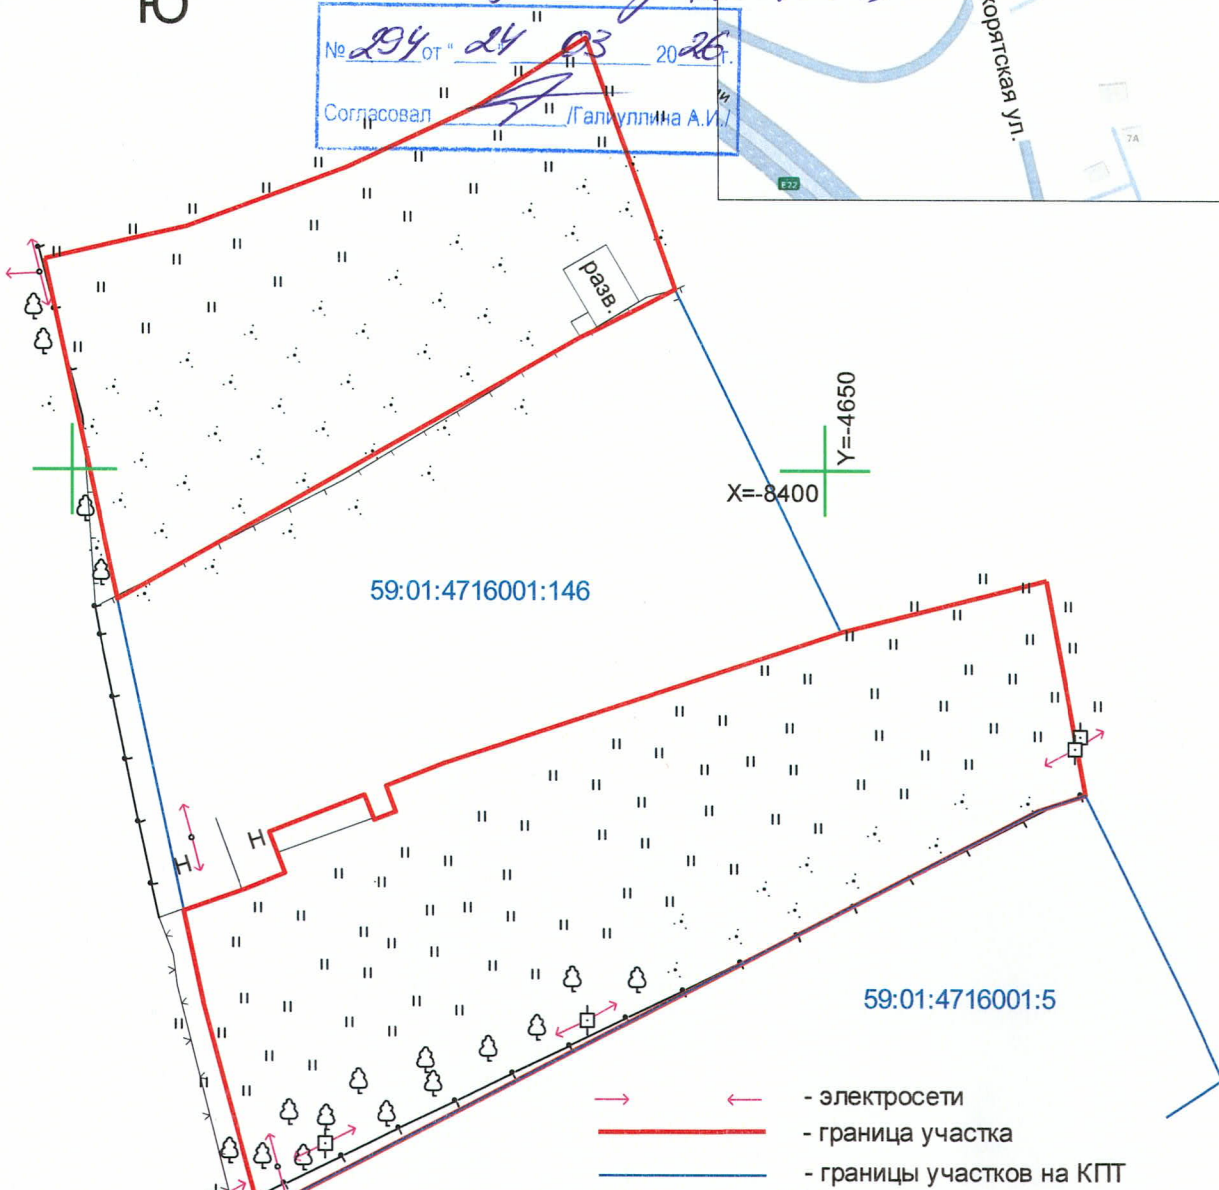 Ю
№ 294 от "24" 03 2026 г.
Согласовал /Галиуллина А.И./
корятская ул.
7А
E22
разв.
Y=-4650
X=-8400
59:01:4716001:146
Н
Н
59:01:4716001:5
- электросети
- граница участка
- границы участков на КПТ